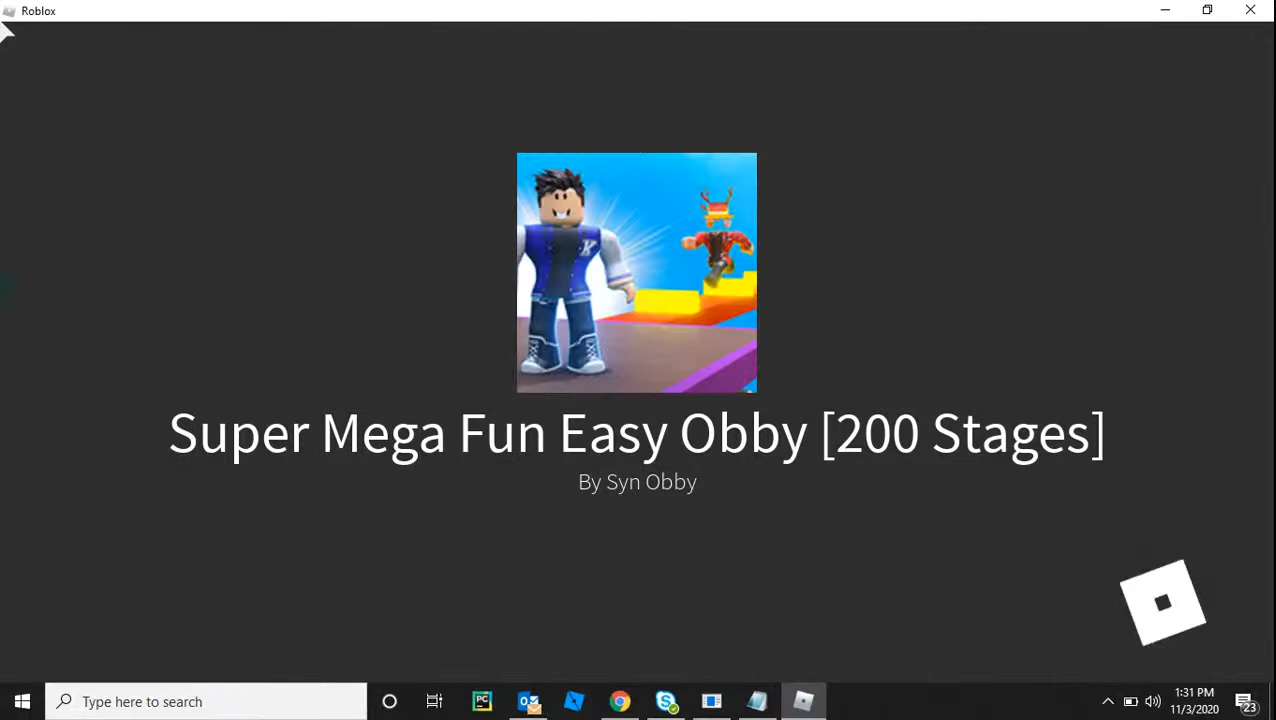 Roblox
K
Super Mega Fun Easy Obby [200 Stages]
By Syn Obby
Type here to search
PC
1:31 PM
11/3/2020
23